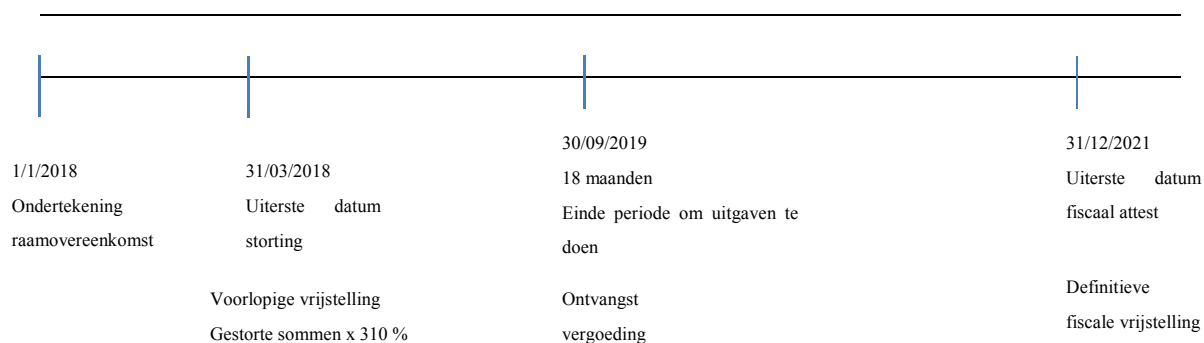 1/1/2018
Ondertekening
raamovereenkomst
31/03/2018
Uiterste datum
storting
Voorlopige vrijstelling
Gestorte sommen x 310 %
30/09/2019
18 maanden
Einde periode om uitgaven te
doen
Ontvangst
vergoeding
31/12/2021
Uiterste datum
fiscaal attest
Definitieve
fiscale vrijstelling